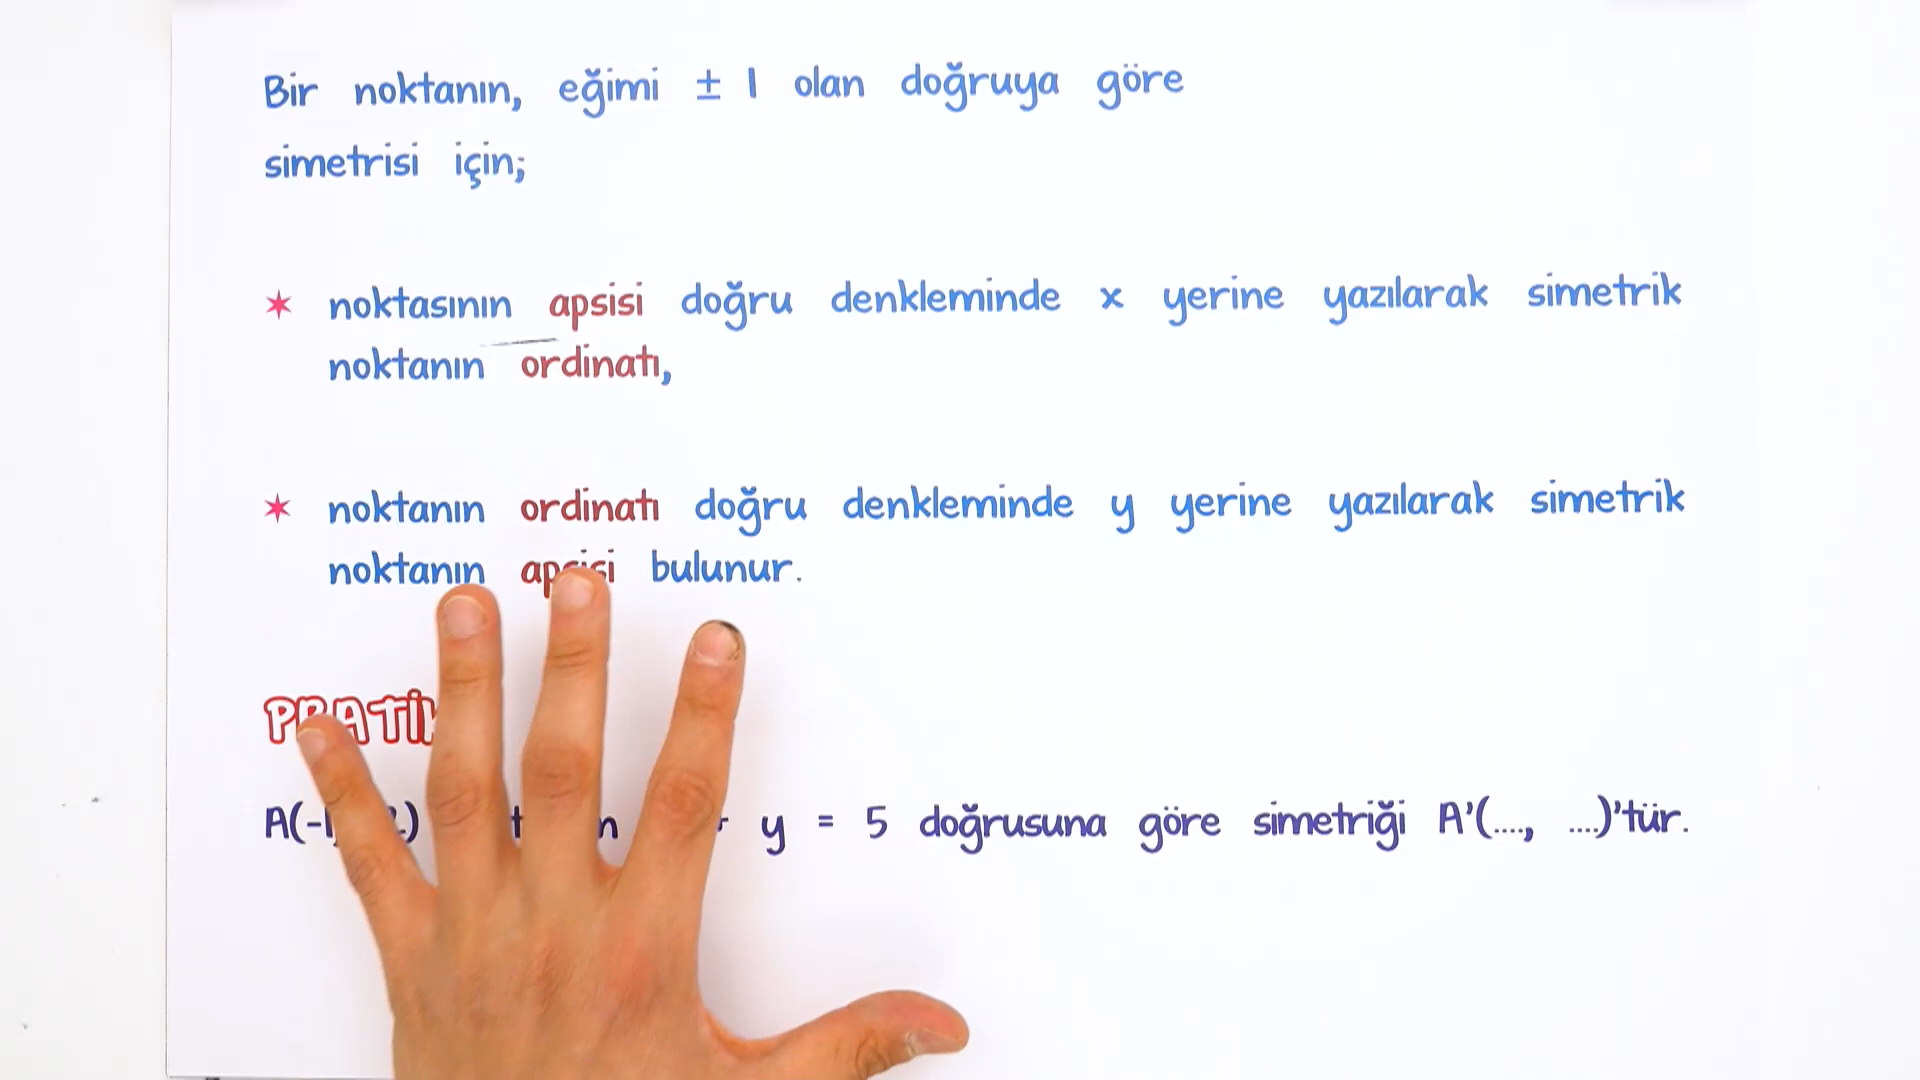 Bir noktanın, eğimi ± 1 olan doğruya göre
simetrisi için;
✶ noktasının apsisi doğru denkleminde x yerine yazılarak simetrik
noktanın ordinatı,
✶ noktanın ordinatı doğru denkleminde y yerine yazılarak simetrik
noktanın apsisi bulunur.
y = 5 doğrusuna göre simetriği A'(...., ....)'tür.